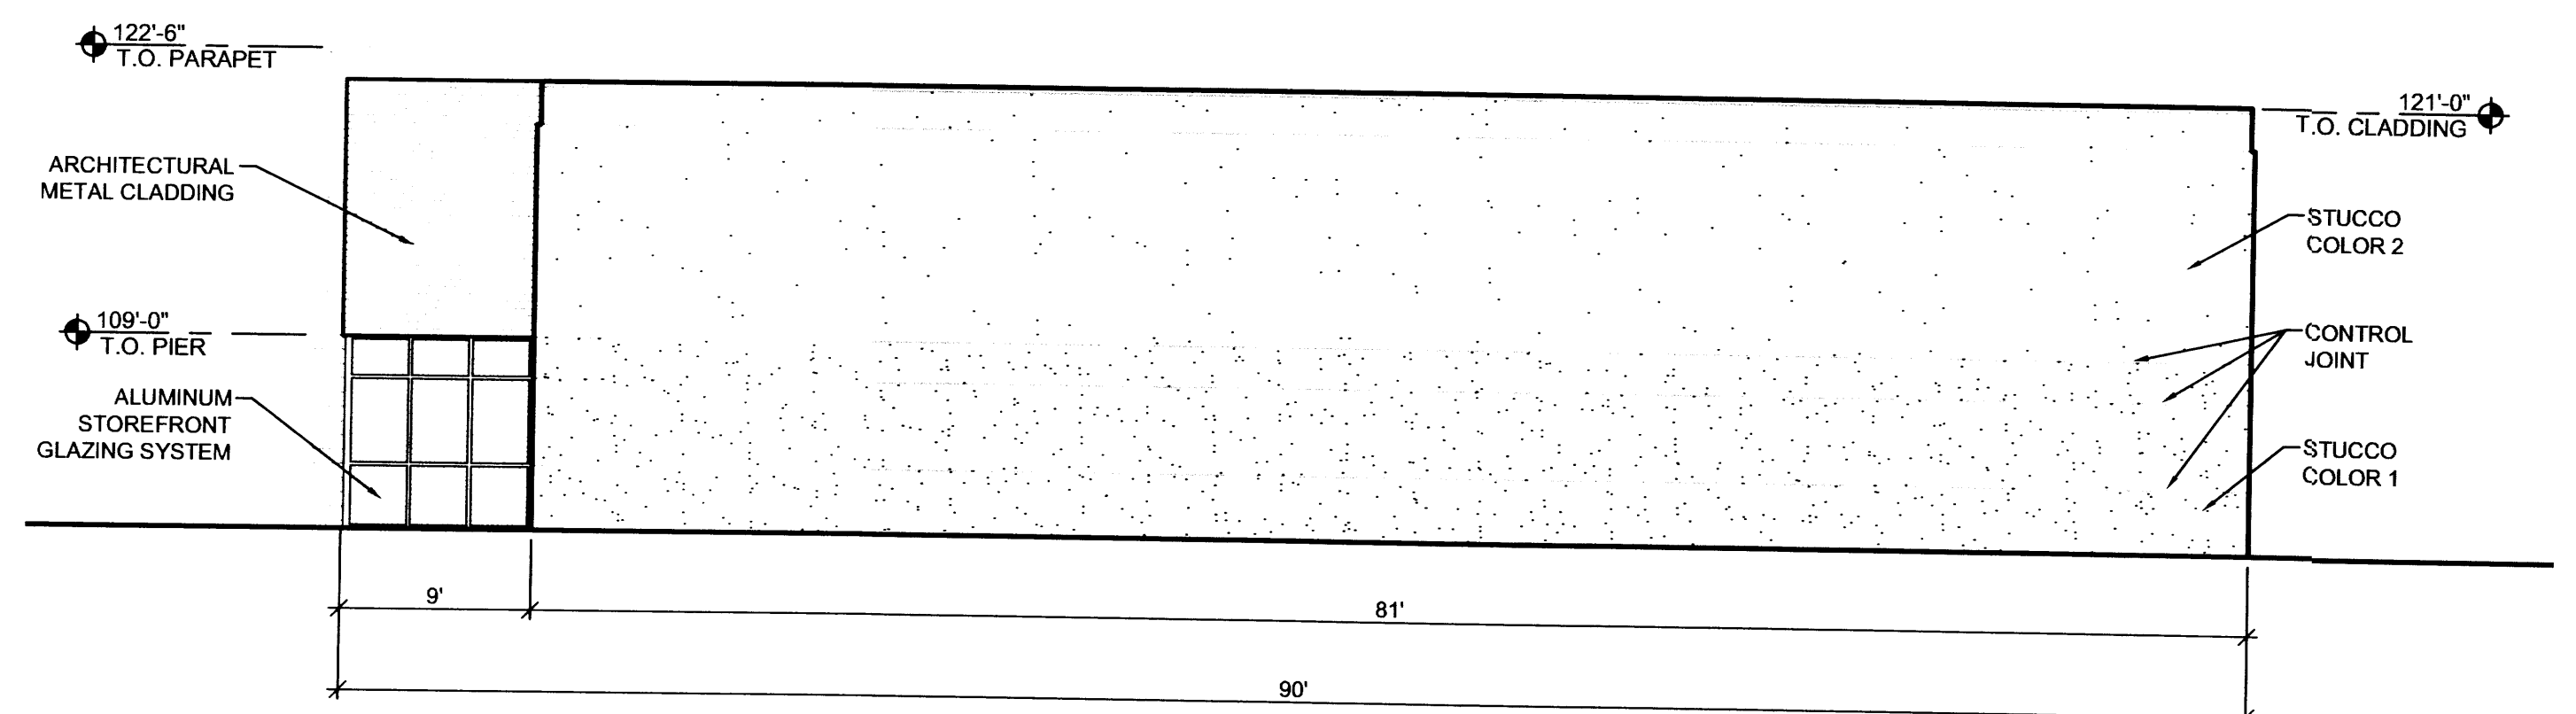 122'-6"
T.O. PARAPET
121'-0"
T.O. CLADDING
ARCHITECTURAL
METAL CLADDING
STUCCO
COLOR 2
109'-0"
T.O. PIER
CONTROL
JOINT
ALUMINUM
STOREFRONT
GLAZING SYSTEM
STUCCO
COLOR 1
9'
81'
90'